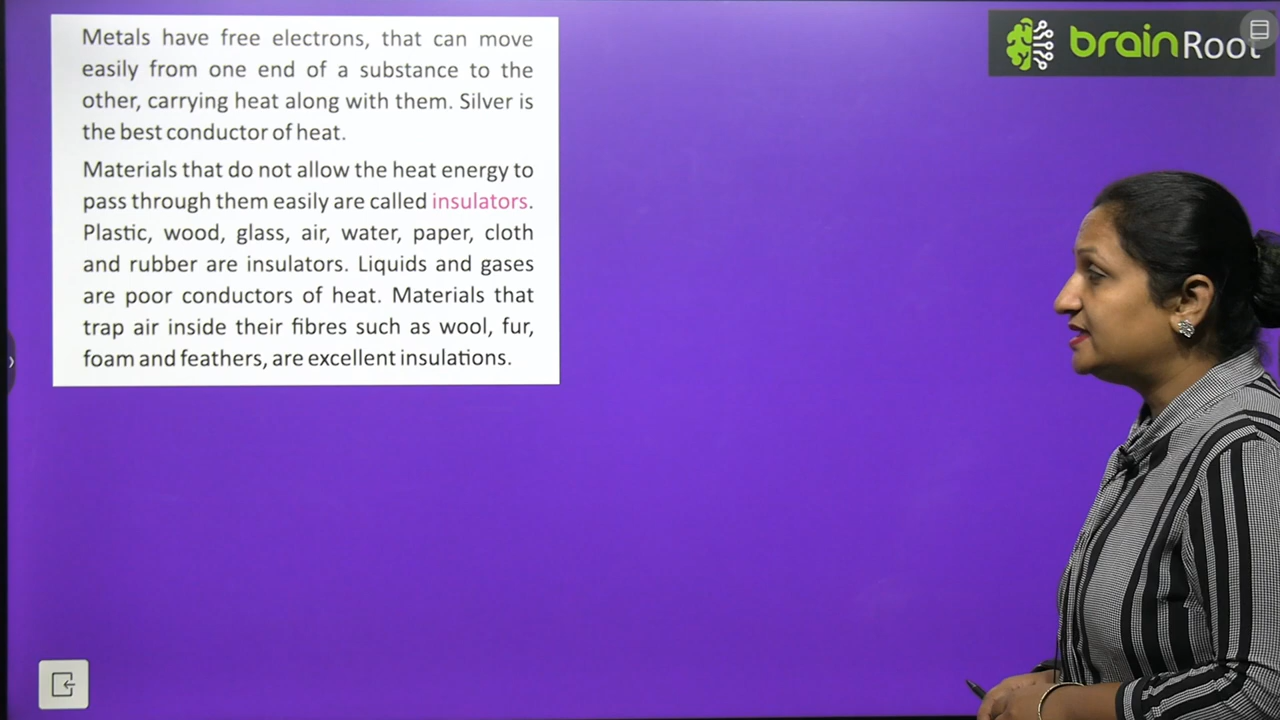 Metals have free electrons, that can move
easily from one end of a substance to the
other, carrying heat along with them. Silver is
the best conductor of heat.
Materials that do not allow the heat energy to
pass through them easily are called insulators.
Plastic, wood, glass, air, water, paper, cloth
and rubber are insulators. Liquids and gases
are poor conductors of heat. Materials that
trap air inside their fibres such as wool, fur,
foam and feathers, are excellent insulations.
brain Root